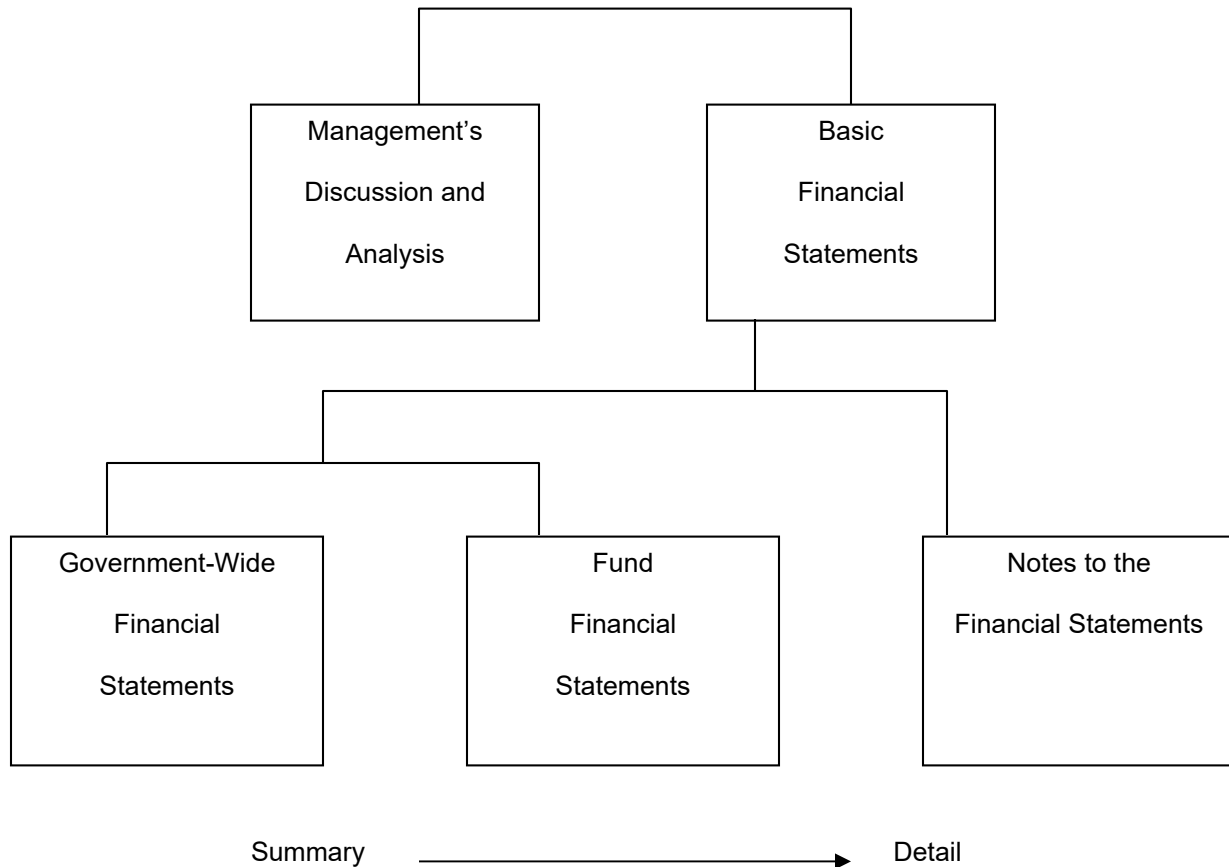 Management’s
Discussion and
Analysis
Basic
Financial
Statements
Government-Wide
Financial
Statements
Fund
Financial
Statements
Notes to the
Financial Statements
Summary
Detail